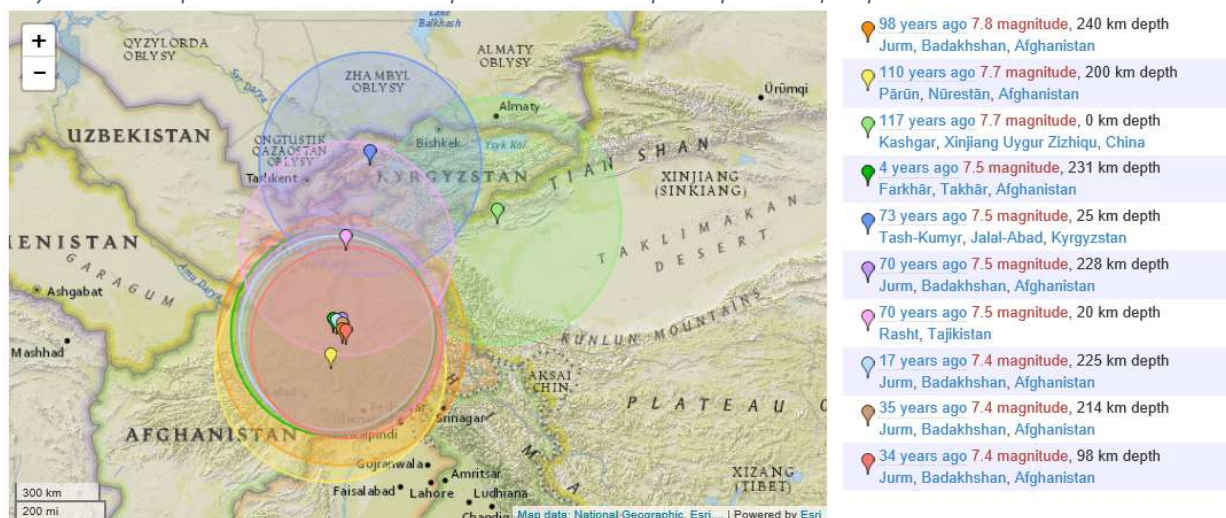 +
−
QYZYLORDA
OBLYSY
Lake
Balkhash
ALMATY
OBLYSY
ZHAMBYL
OBLYSY
Syr Darya
Almaty
Ürümqi
UZBEKISTAN
ONGTUSTIK
QAZAQSTAN
OBLYSY
Bishkek
Ysyk Köl
Tashkent
KYRGYZSTAN
TIAN SHAN
XINJIANG
(SINKIANG)
TAKLIMAKAN
DESERT
MENISTAN
GARAGUM
Dushanbe
Amu Darya
Ashgabat
KUNLUN MOUNTAINS
Mashhad
AKSAI
CHIN
PLATEAU O
Srinagar
AFGHANISTAN
Gujranwala
Amritsar
Faisalabad
Lahore
Ludhiana
XIZANG
(TIBET)
300 km
200 mi
Map data: National Geographic, Esri,... | Powered by Esri
98 years ago 7.8 magnitude, 240 km depth
Jurm, Badakhshan, Afghanistan
110 years ago 7.7 magnitude, 200 km depth
Pārūn, Nūrestān, Afghanistan
117 years ago 7.7 magnitude, 0 km depth
Kashgar, Xinjiang Uygur Zizhiqu, China
4 years ago 7.5 magnitude, 231 km depth
Farkhār, Takhār, Afghanistan
73 years ago 7.5 magnitude, 25 km depth
Tash-Kumyr, Jalal-Abad, Kyrgyzstan
70 years ago 7.5 magnitude, 228 km depth
Jurm, Badakhshan, Afghanistan
70 years ago 7.5 magnitude, 20 km depth
Rasht, Tajikistan
17 years ago 7.4 magnitude, 225 km depth
Jurm, Badakhshan, Afghanistan
35 years ago 7.4 magnitude, 214 km depth
Jurm, Badakhshan, Afghanistan
34 years ago 7.4 magnitude, 98 km depth
Jurm, Badakhshan, Afghanistan